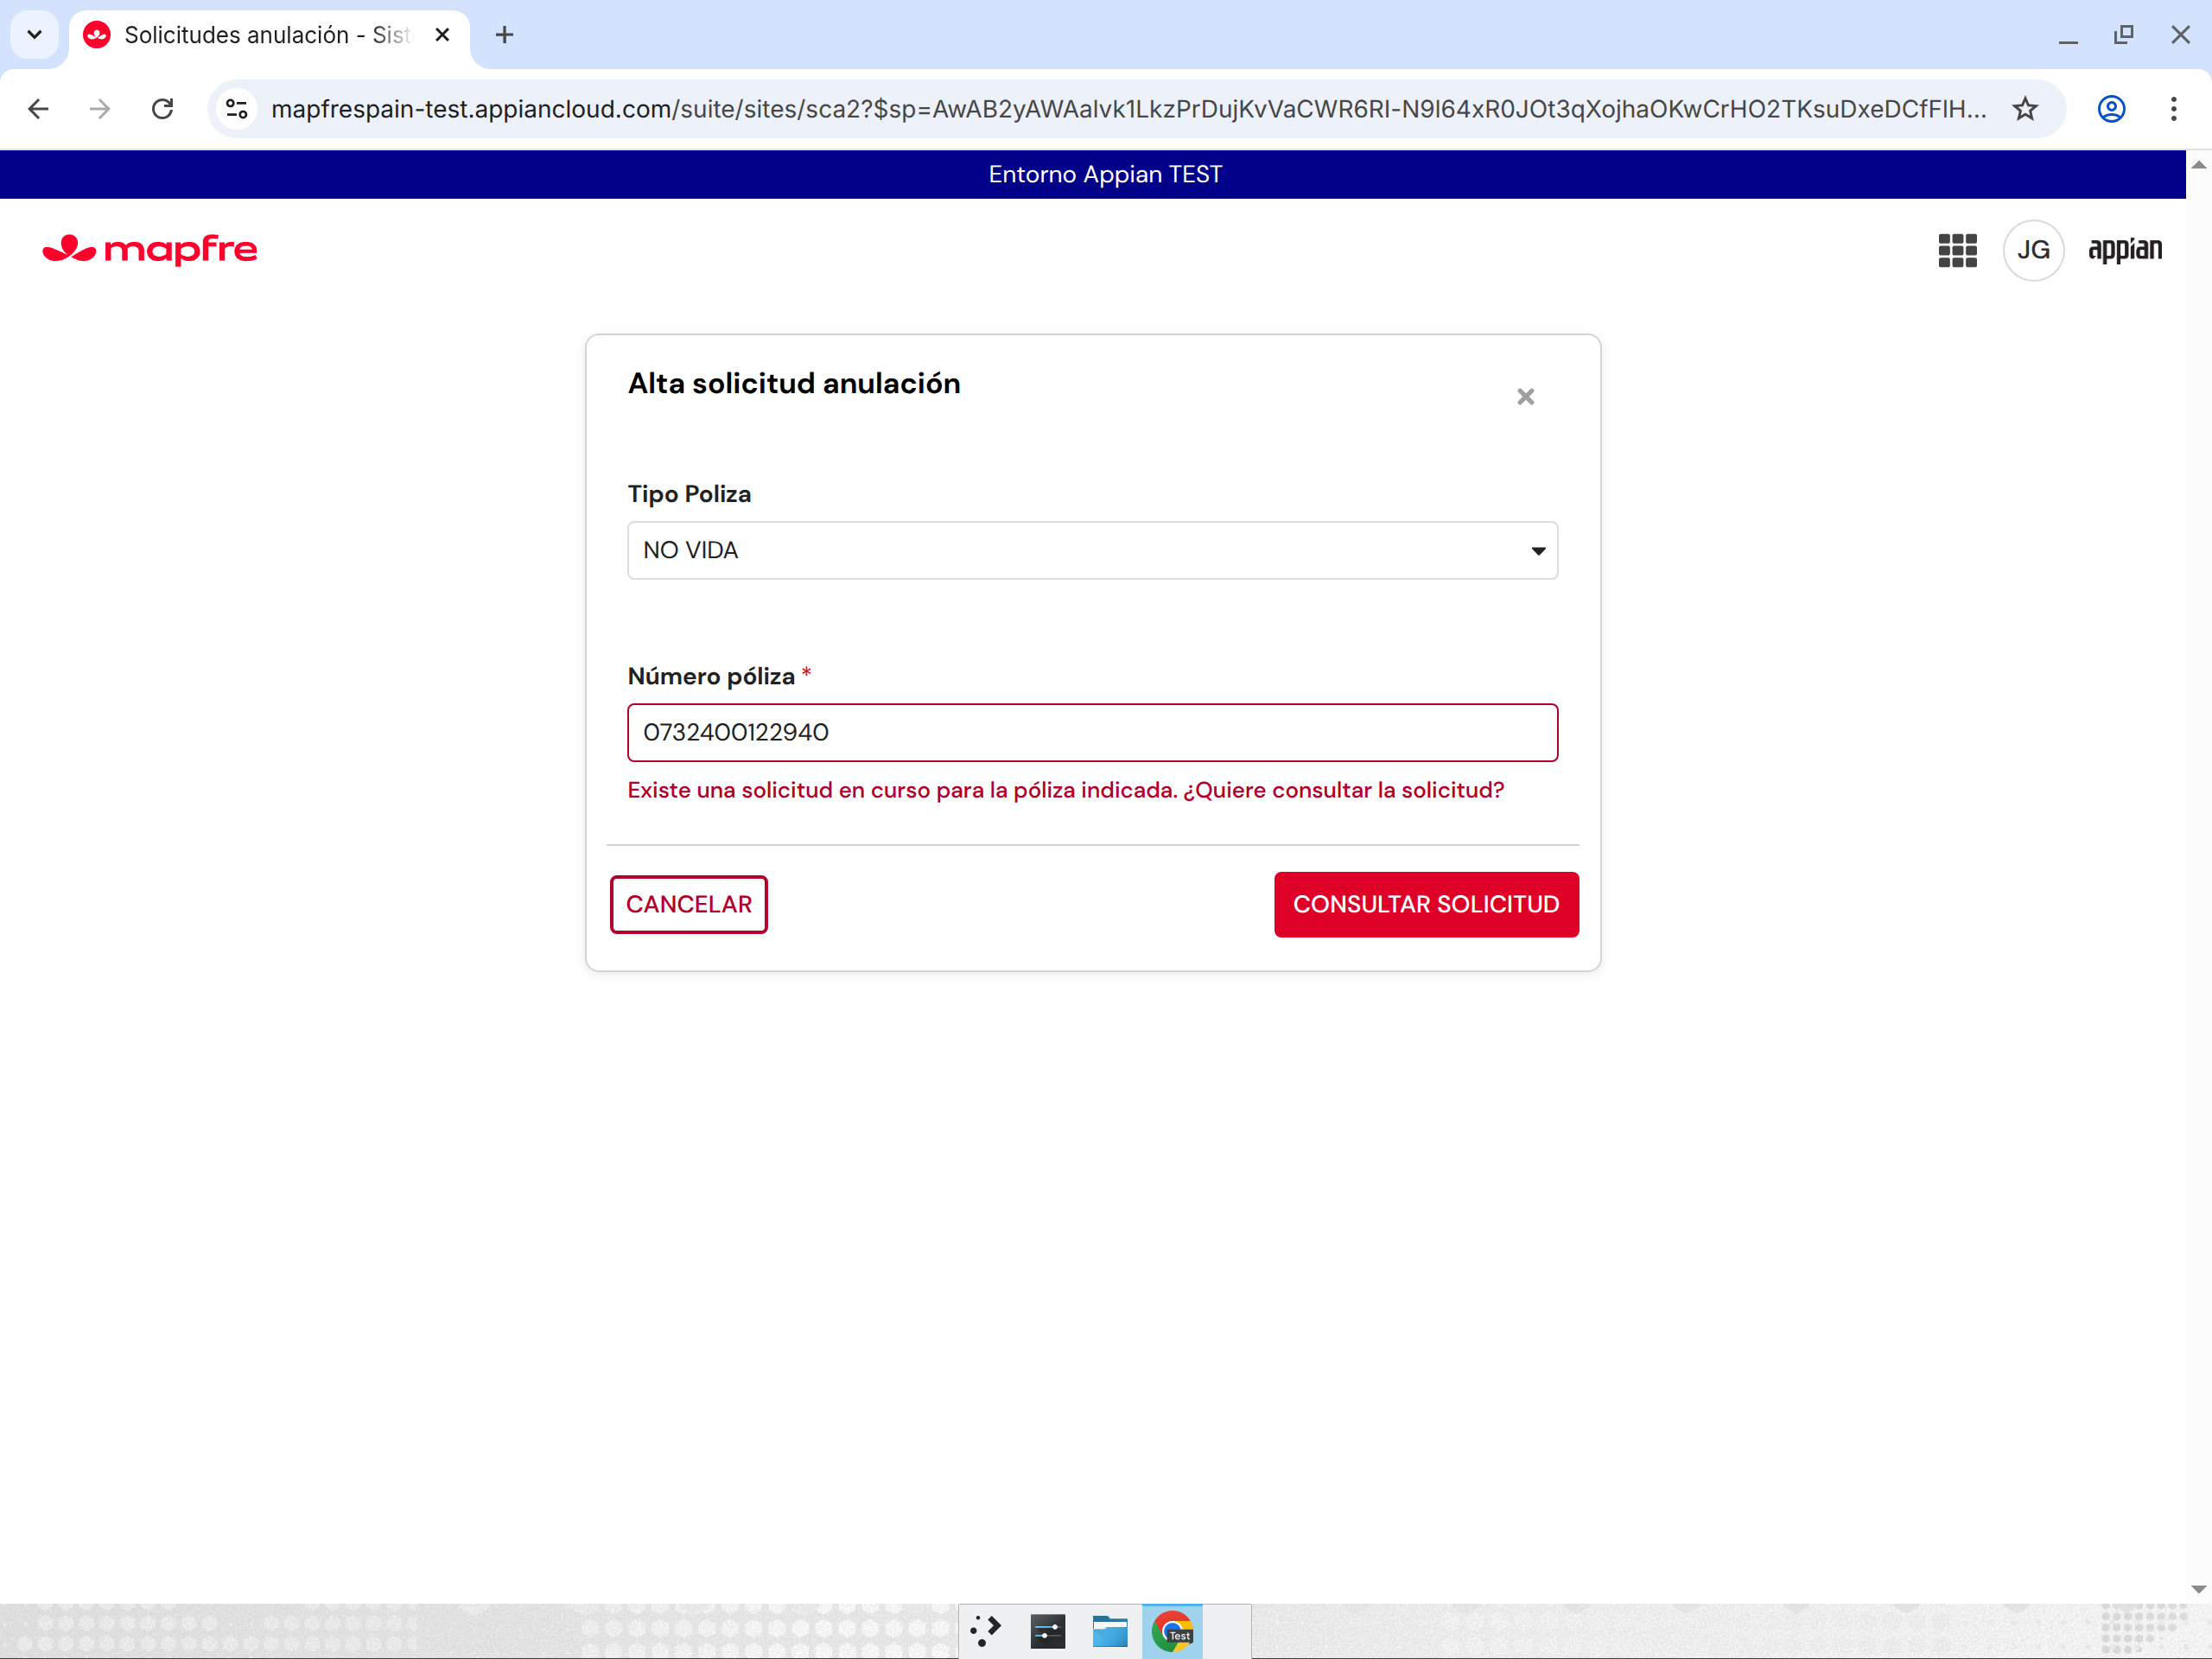 Solicitudes anulación - Sist
mapfrespain-test.appiancloud.com/suite/sites/sca2?$sp=AwAB2yAWAalvk1LkzPrDujKvVaCWR6RI-N9I64xR0JOt3qXojhaOKwCrHO2TKsuDxeDCfFIH...
Entorno Appian TEST
mapfre
JG
appian
Alta solicitud anulación
Tipo Poliza
NO VIDA
Número póliza *
0732400122940
Existe una solicitud en curso para la póliza indicada. ¿Quiere consultar la solicitud?
CANCELAR
CONSULTAR SOLICITUD
Test